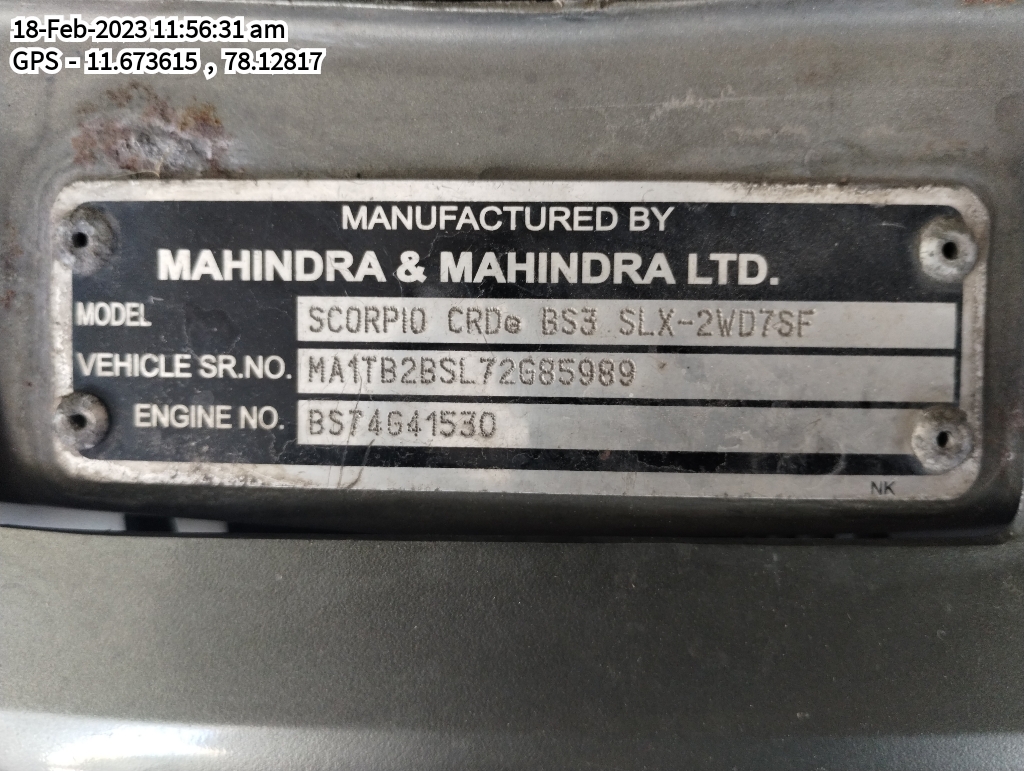 18-Feb-2023 11:56:31 am
GPS - 11.673615 , 78.12817
MANUFACTURED BY
MAHINDRA & MAHINDRA LTD.
MODEL SCORPIO CRDe BS3 SLX-2WD7SF
VEHICLE SR.NO. MA1TB2BSL72G85989
ENGINE NO. BS74G41530
NK